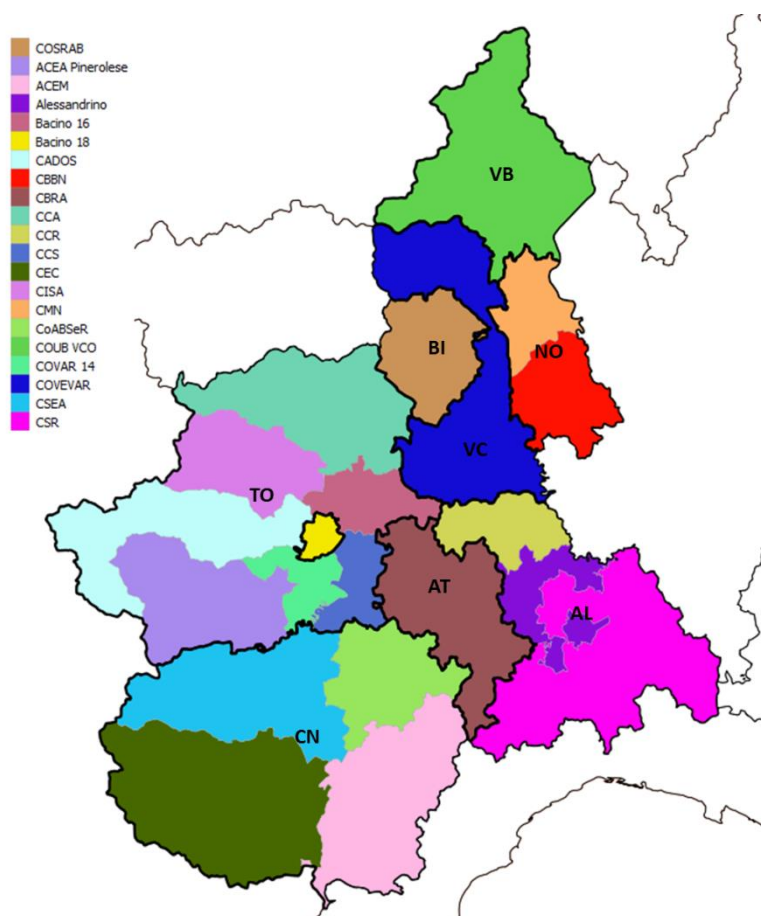 COSRAB
ACEA Pinerolese
ACEM
Alessandrino
Bacino 16
Bacino 18
CADOS
CBBN
CBRA
CCA
CCR
CCS
CEC
CISA
CMN
CoABSeR
COUB VCO
COVAR 14
COVEVAR
CSEA
CSR
VB
BI
NO
VC
TO
AT
AL
CN